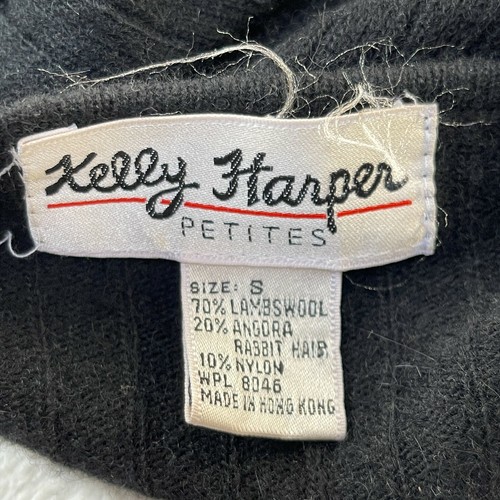 Kelly Harper
PETITES
SIZE: S
70% LAMBSWOOL
20% ANGORA
RABBIT HAIR
10% NYLON
WPL 8046
MADE IN HONG KONG